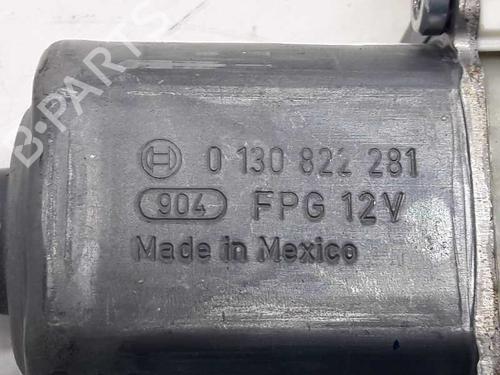 B-PARTS
0 130 822 281
904 FPG 12V
Made in Mexico